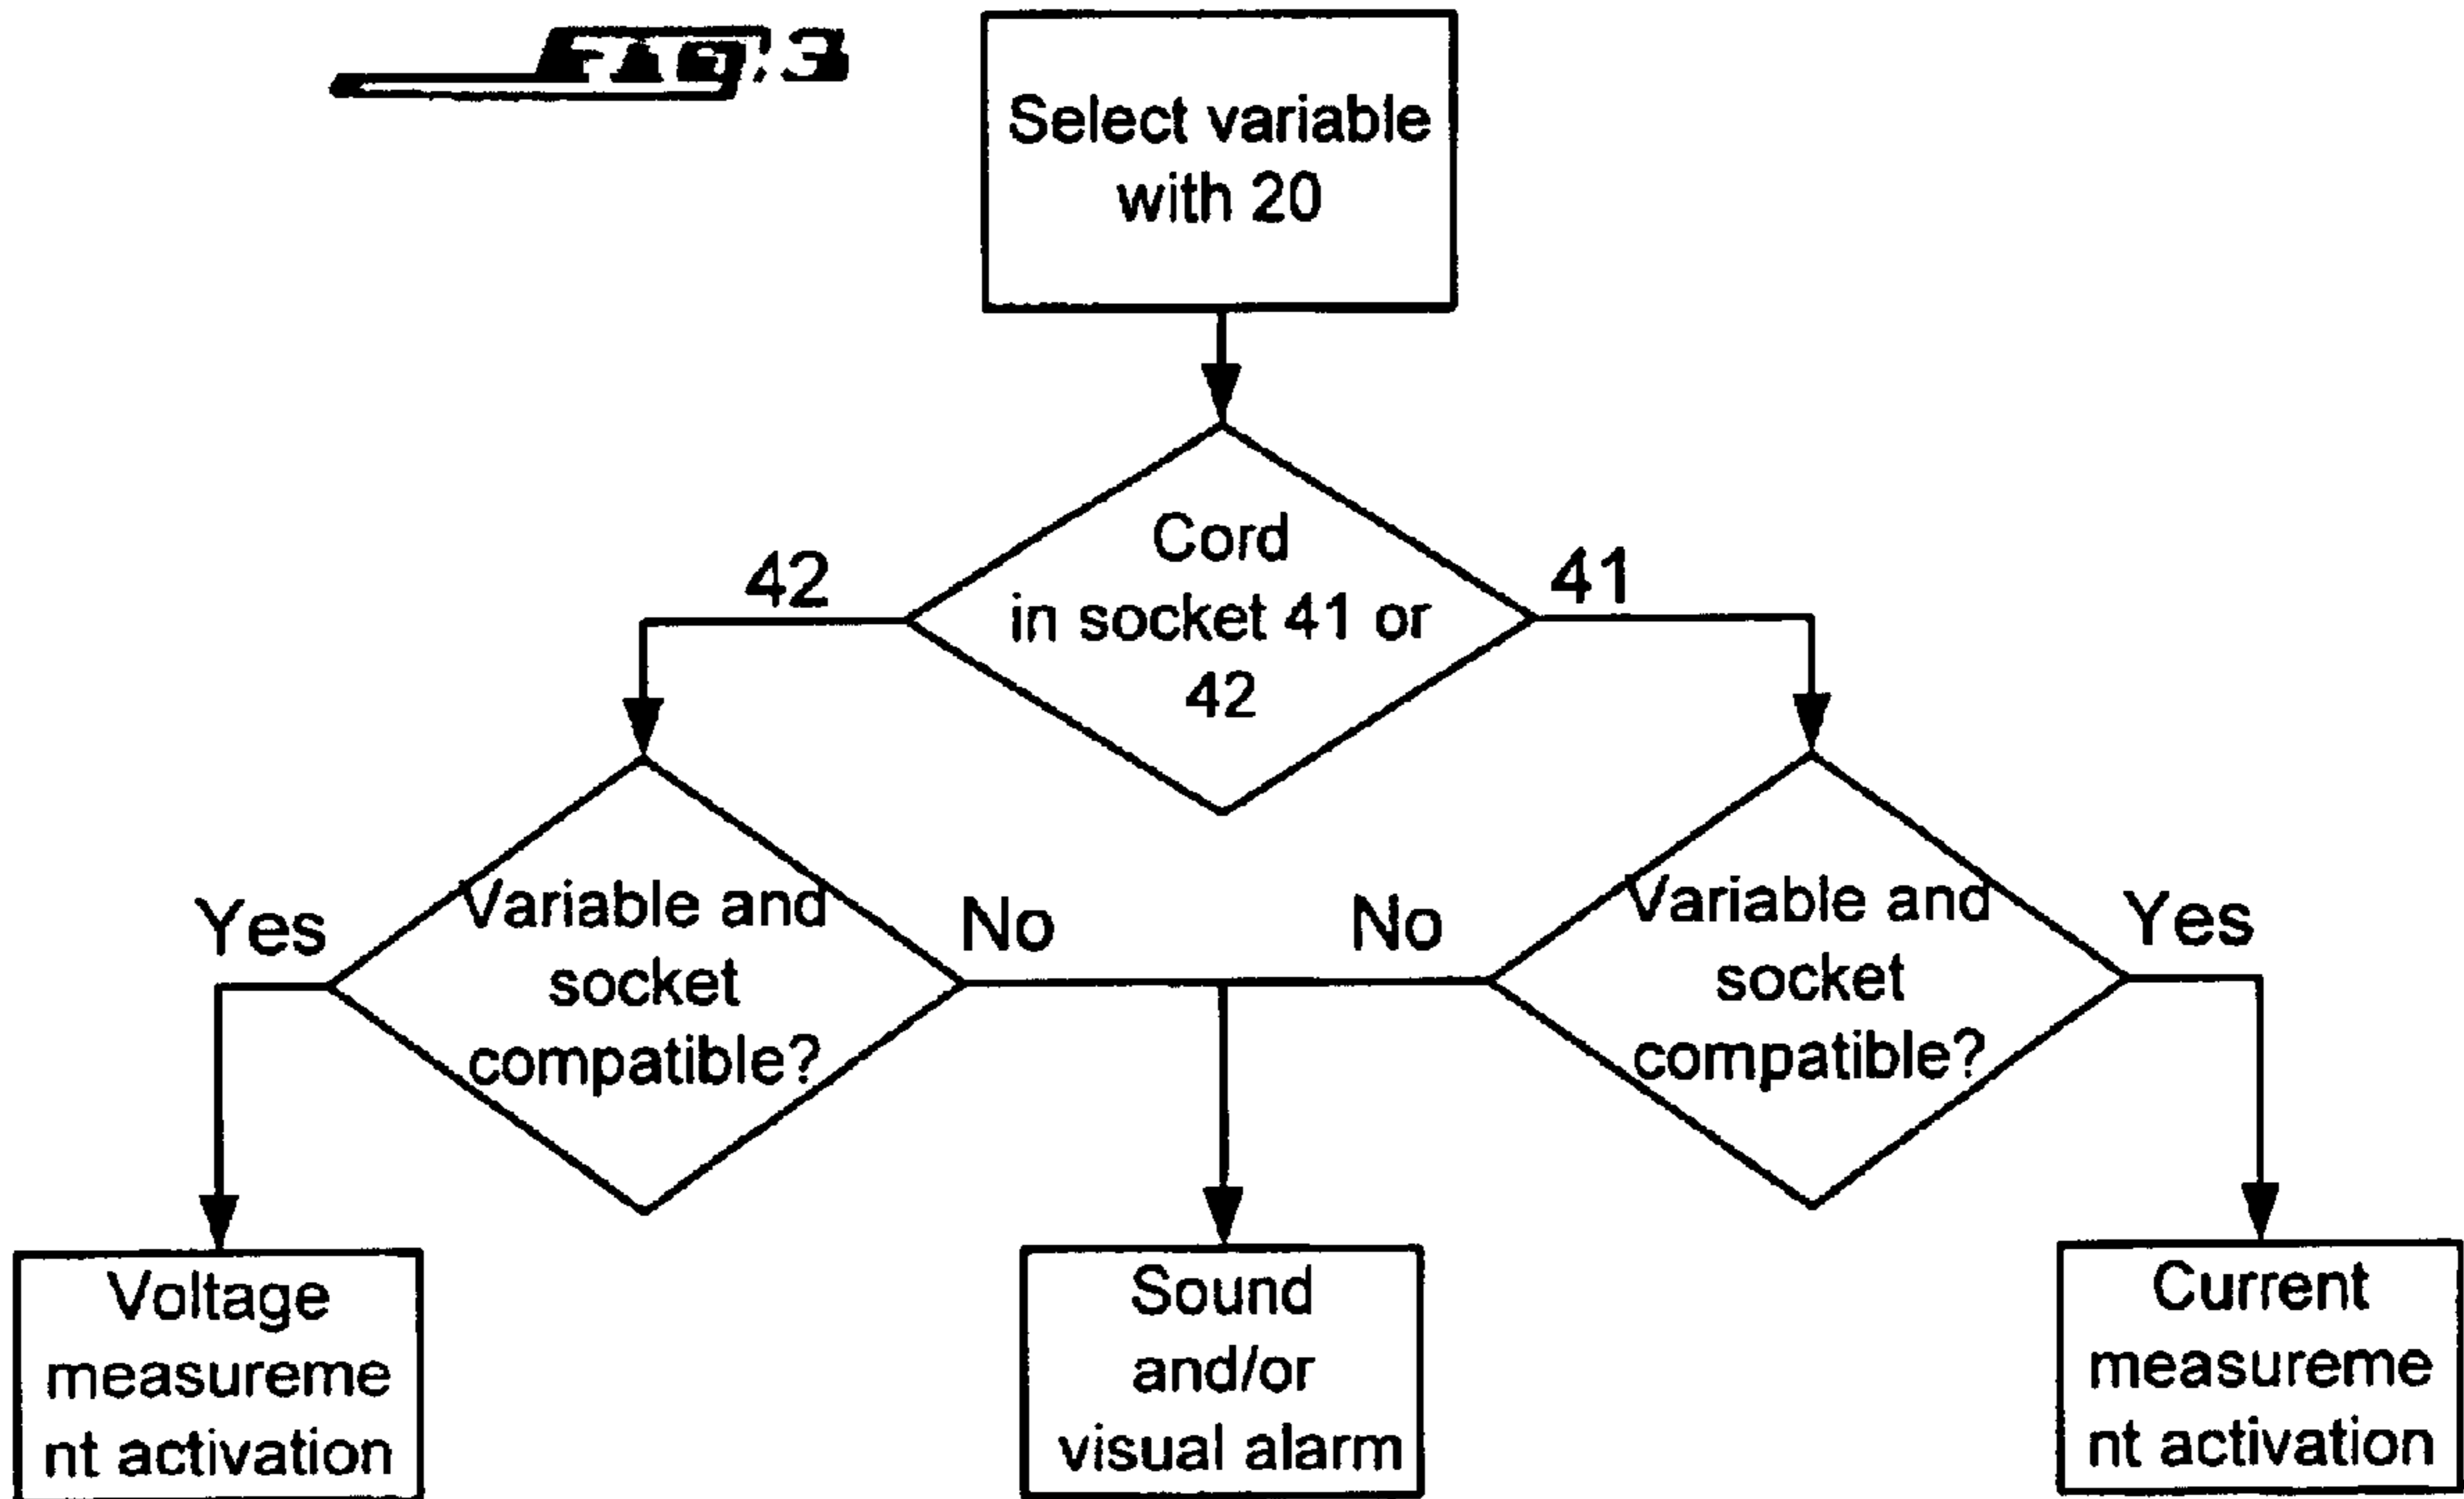 FIG. 3
Select variable
with 20
Cord
in socket 41 or
42
42
41
Variable and
socket
compatible?
Yes
No
Variable and
socket
compatible?
No
Yes
Voltage
measureme
nt activation
Sound
and/or
visual alarm
Current
measureme
nt activation